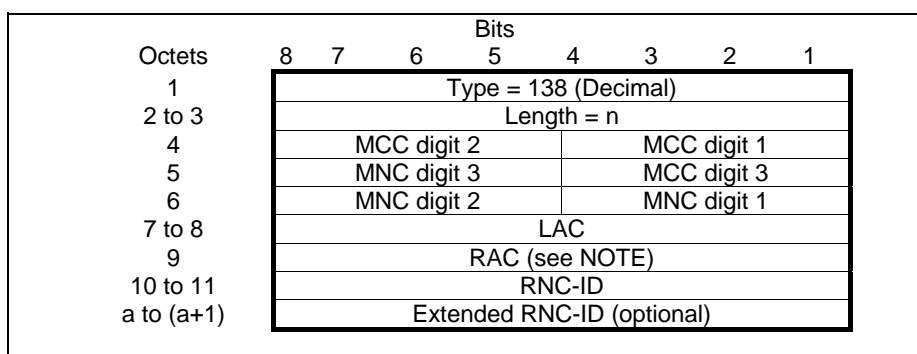 Bits
Octets 8 7 6 5 4 3 2 1
1 Type = 138 (Decimal)
2 to 3 Length = n
4 MCC digit 2 MCC digit 1
5 MNC digit 3 MCC digit 3
6 MNC digit 2 MNC digit 1
7 to 8 LAC
9 RAC (see NOTE)
10 to 11 RNC-ID
a to (a+1) Extended RNC-ID (optional)